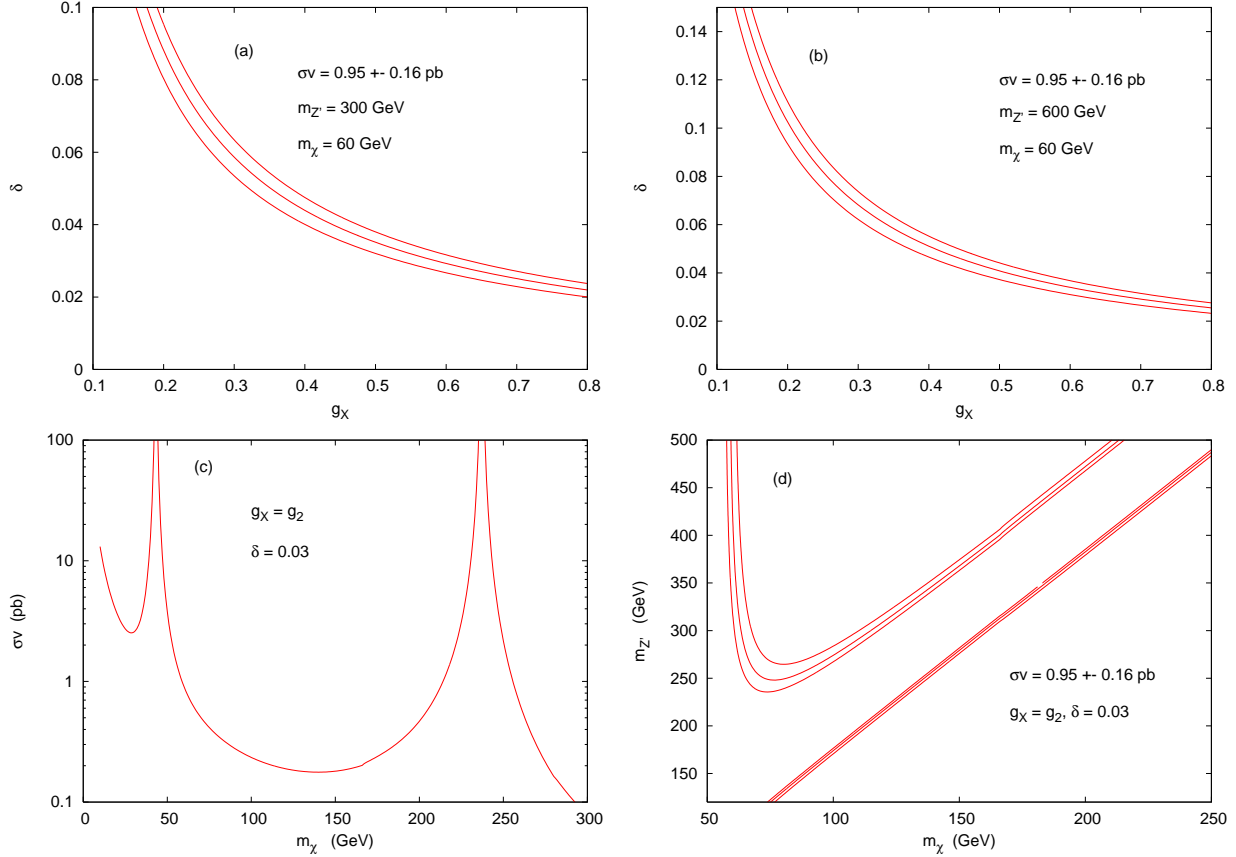 0.1
0.08
0.06
0.04
0.02
0
δ
(a)
σv = 0.95 +- 0.16 pb
m_Z' = 300 GeV
m_χ = 60 GeV
0.1 0.2 0.3 0.4 0.5 0.6 0.7 0.8
g_X
0.14
0.12
0.1
0.08
0.06
0.04
0.02
0
δ
(b)
σv = 0.95 +- 0.16 pb
m_Z' = 600 GeV
m_χ = 60 GeV
0.1 0.2 0.3 0.4 0.5 0.6 0.7 0.8
g_X
100
10
1
0.1
σv (pb)
(c)
g_X = g_2
δ = 0.03
0 50 100 150 200 250 300
m_χ (GeV)
500
450
400
350
300
250
200
150
m_Z' (GeV)
(d)
σv = 0.95 +- 0.16 pb
g_X = g_2, δ = 0.03
50 100 150 200 250
m_χ (GeV)